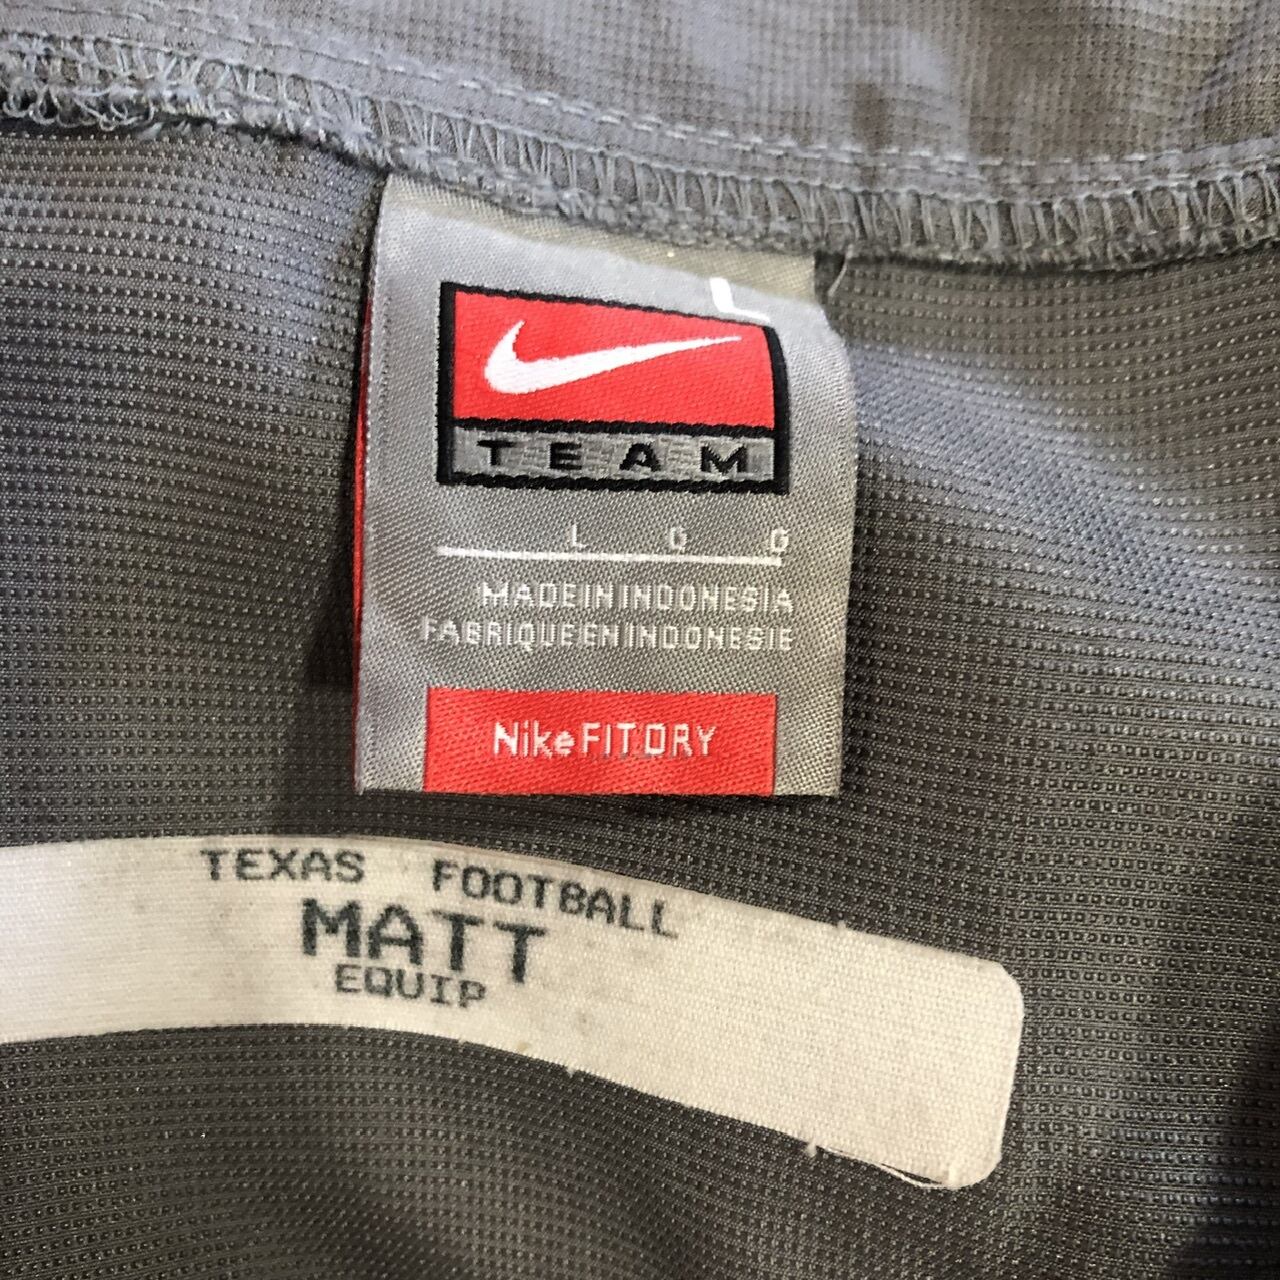 L
TEAM
L G G
MADE IN INDONESIA
FABRIQUE EN INDONESIE
Nike FIT DRY
TEXAS FOOTBALL
MATT
EQUIP